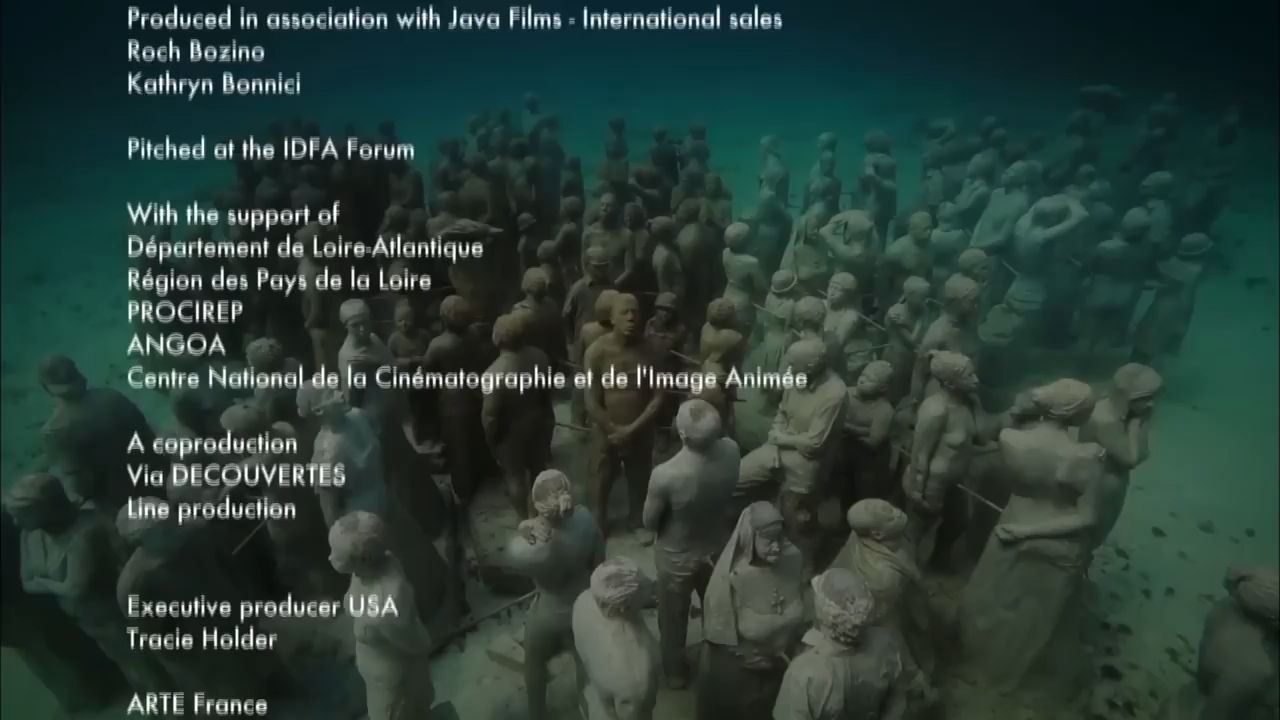 Produced in association with Java Films - International sales
Roch Bozino
Kathryn Bonnici
Pitched at the IDFA Forum
With the support of
Département de Loire-Atlantique
Région des Pays de la Loire
PROCIREP
ANGOA
Centre National de la Cinématographie et de l'Image Animée
A coproduction
Via DECOUVERTES
Line production
Executive producer USA
Tracie Holder
ARTE France